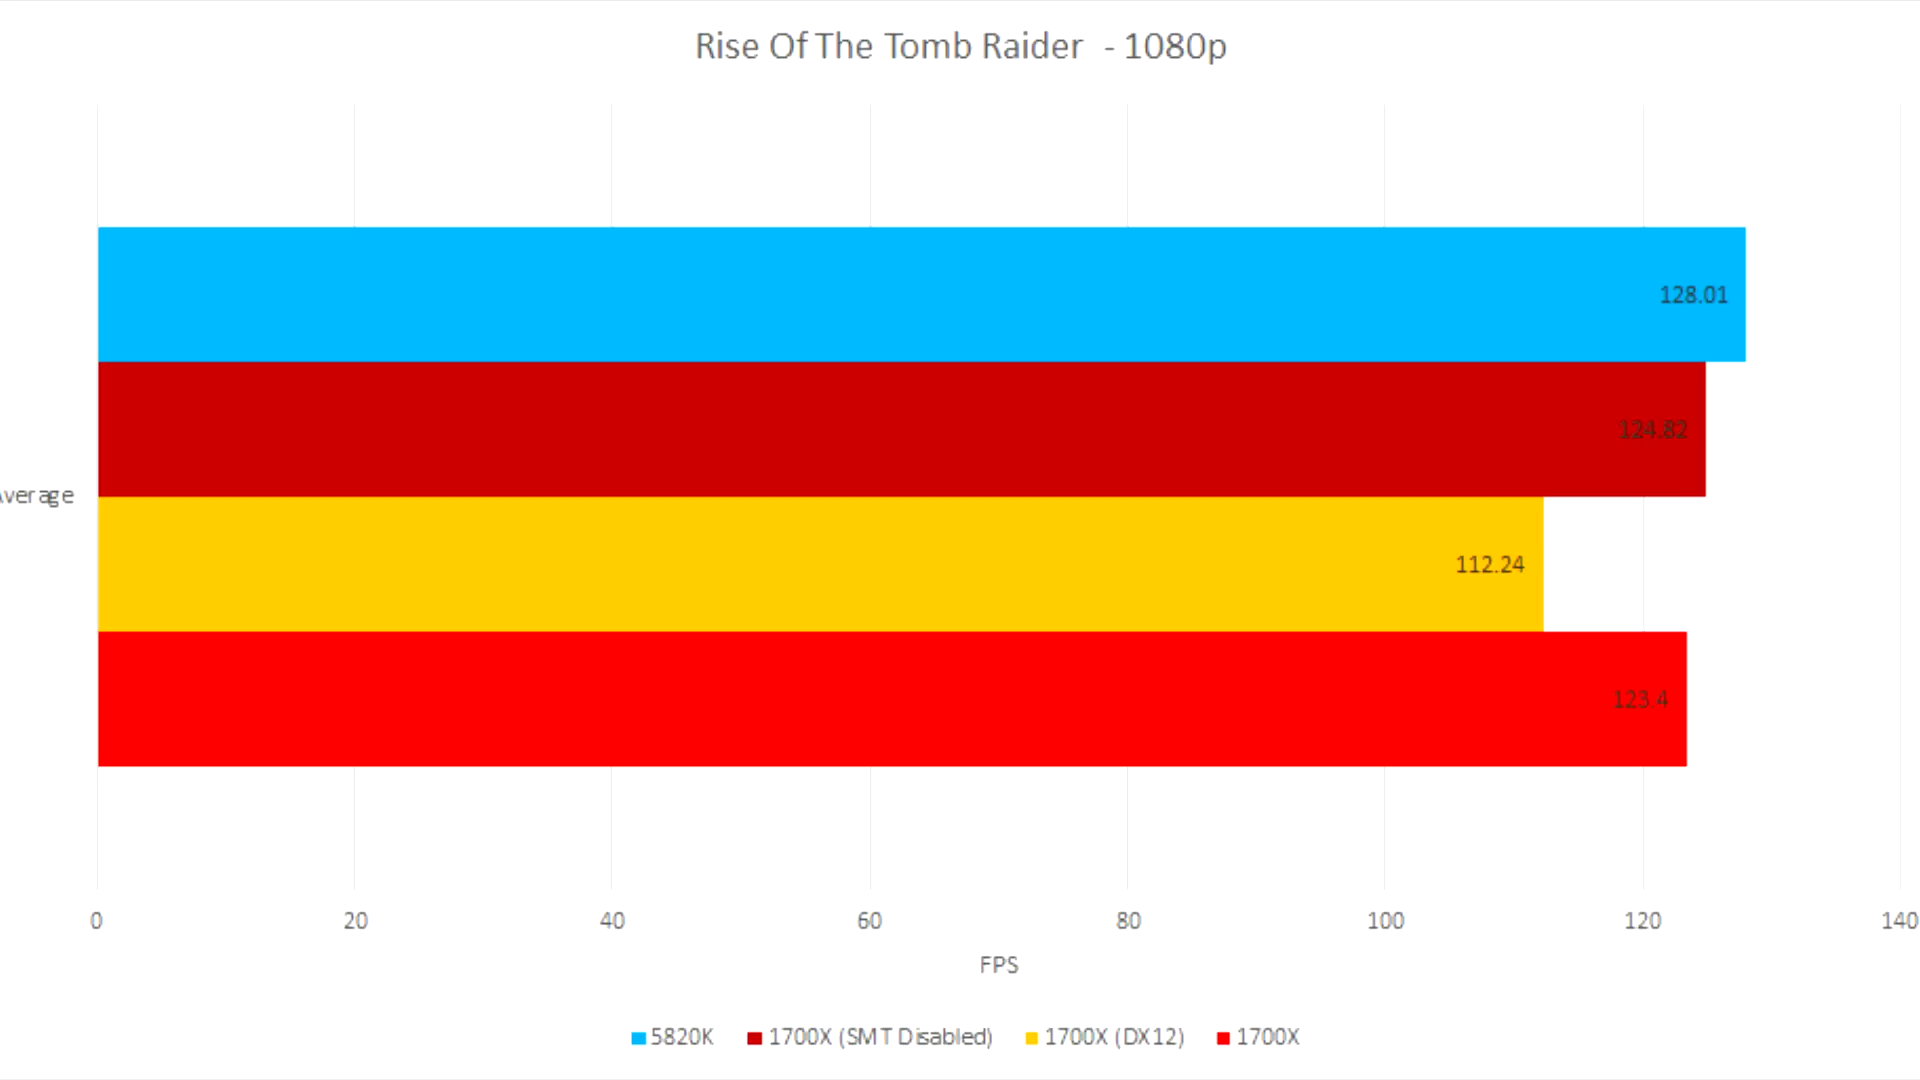 Rise Of The Tomb Raider - 1080p
128.01
124.82
Average
112.24
123.4
0 20 40 60 80 100 120 140
FPS
5820K 1700X (SMT Disabled) 1700X (DX12) 1700X